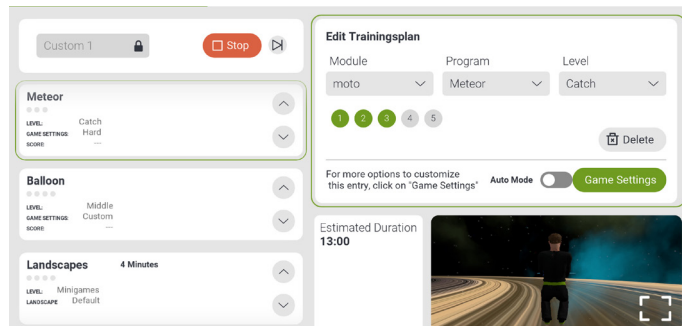 Custom 1
Stop
Meteor
LEVEL: Catch
GAME SETTINGS: Hard
SCORE: ---
Balloon
LEVEL: Middle
GAME SETTINGS: Custom
SCORE ---
Landscapes 4 Minutes
LEVEL: Minigames
LANDSCAPE Default
Edit Trainingsplan
Module Program Level
moto Meteor Catch
1 2 3 4 5
Delete
For more options to customize
this entry, click on "Game Settings"
Auto Mode
Game Settings
Estimated Duration
13:00